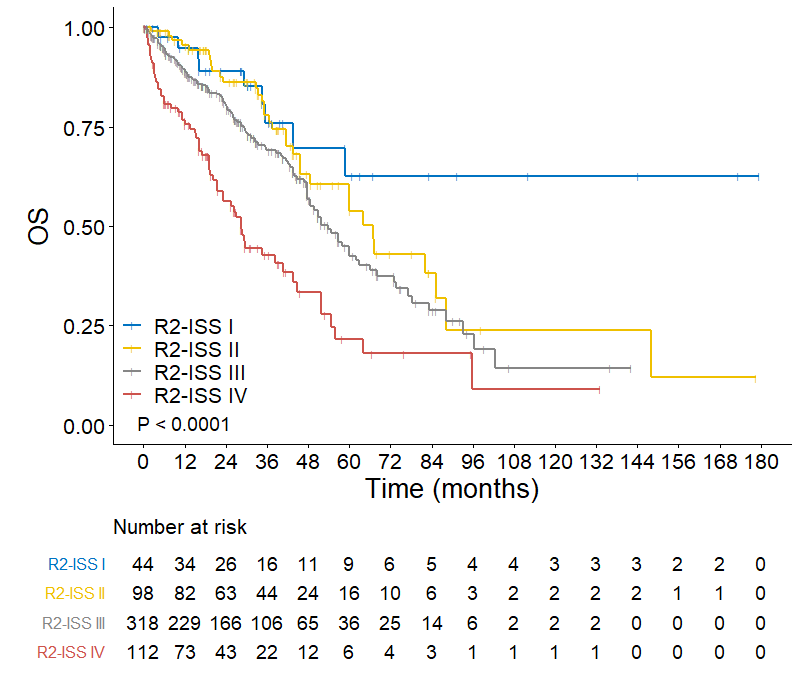 1.00
0.75
OS
0.50
0.25
0.00
R2-ISS I
R2-ISS II
R2-ISS III
R2-ISS IV
P < 0.0001
0 12 24 36 48 60 72 84 96 108 120 132 144 156 168 180
Time (months)
Number at risk
R2-ISS I 44 34 26 16 11 9 6 5 4 4 3 3 3 2 2 0
R2-ISS II 98 82 63 44 24 16 10 6 3 2 2 2 2 1 1 0
R2-ISS III 318 229 166 106 65 36 25 14 6 2 2 2 0 0 0 0
R2-ISS IV 112 73 43 22 12 6 4 3 1 1 1 1 0 0 0 0